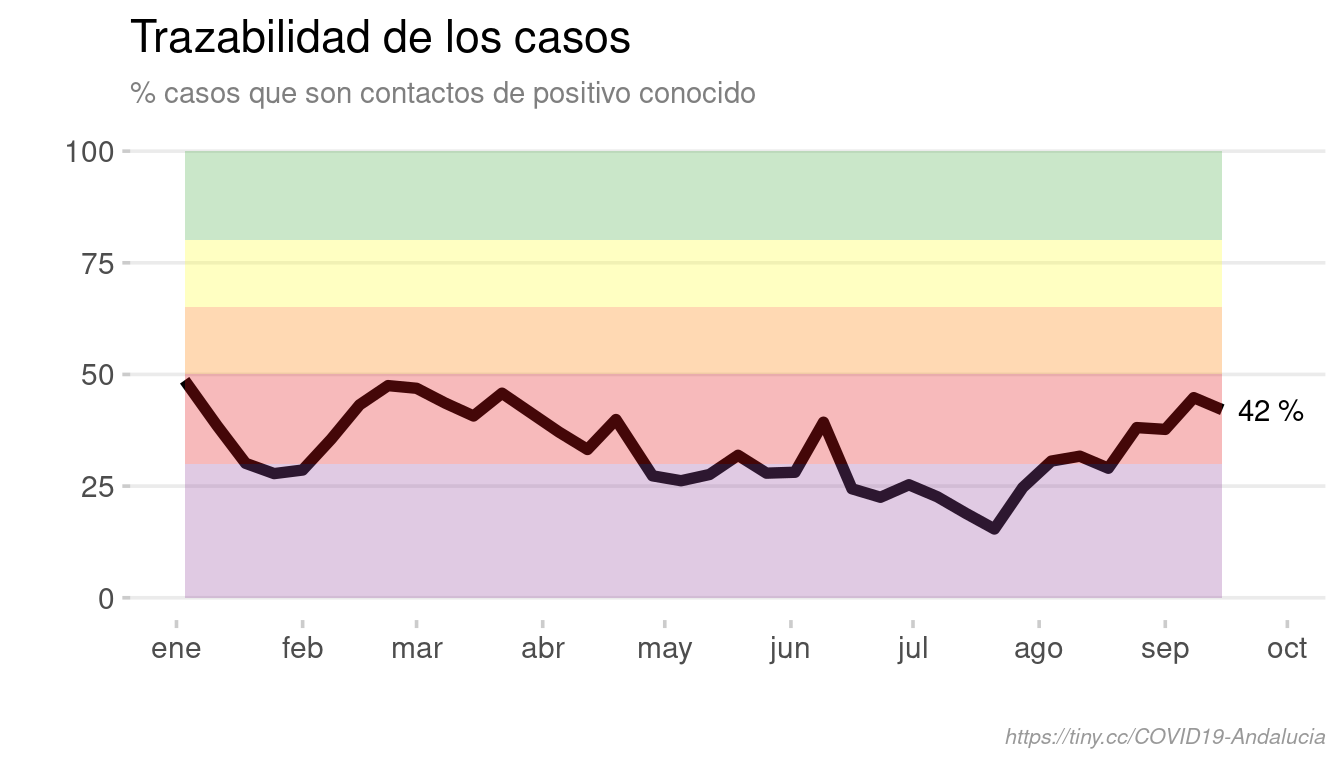 Trazabilidad de los casos
% casos que son contactos de positivo conocido
100
75
50
25
0
42 %
ene feb mar abr may jun jul ago sep oct
https://tiny.cc/COVID19-Andalucia